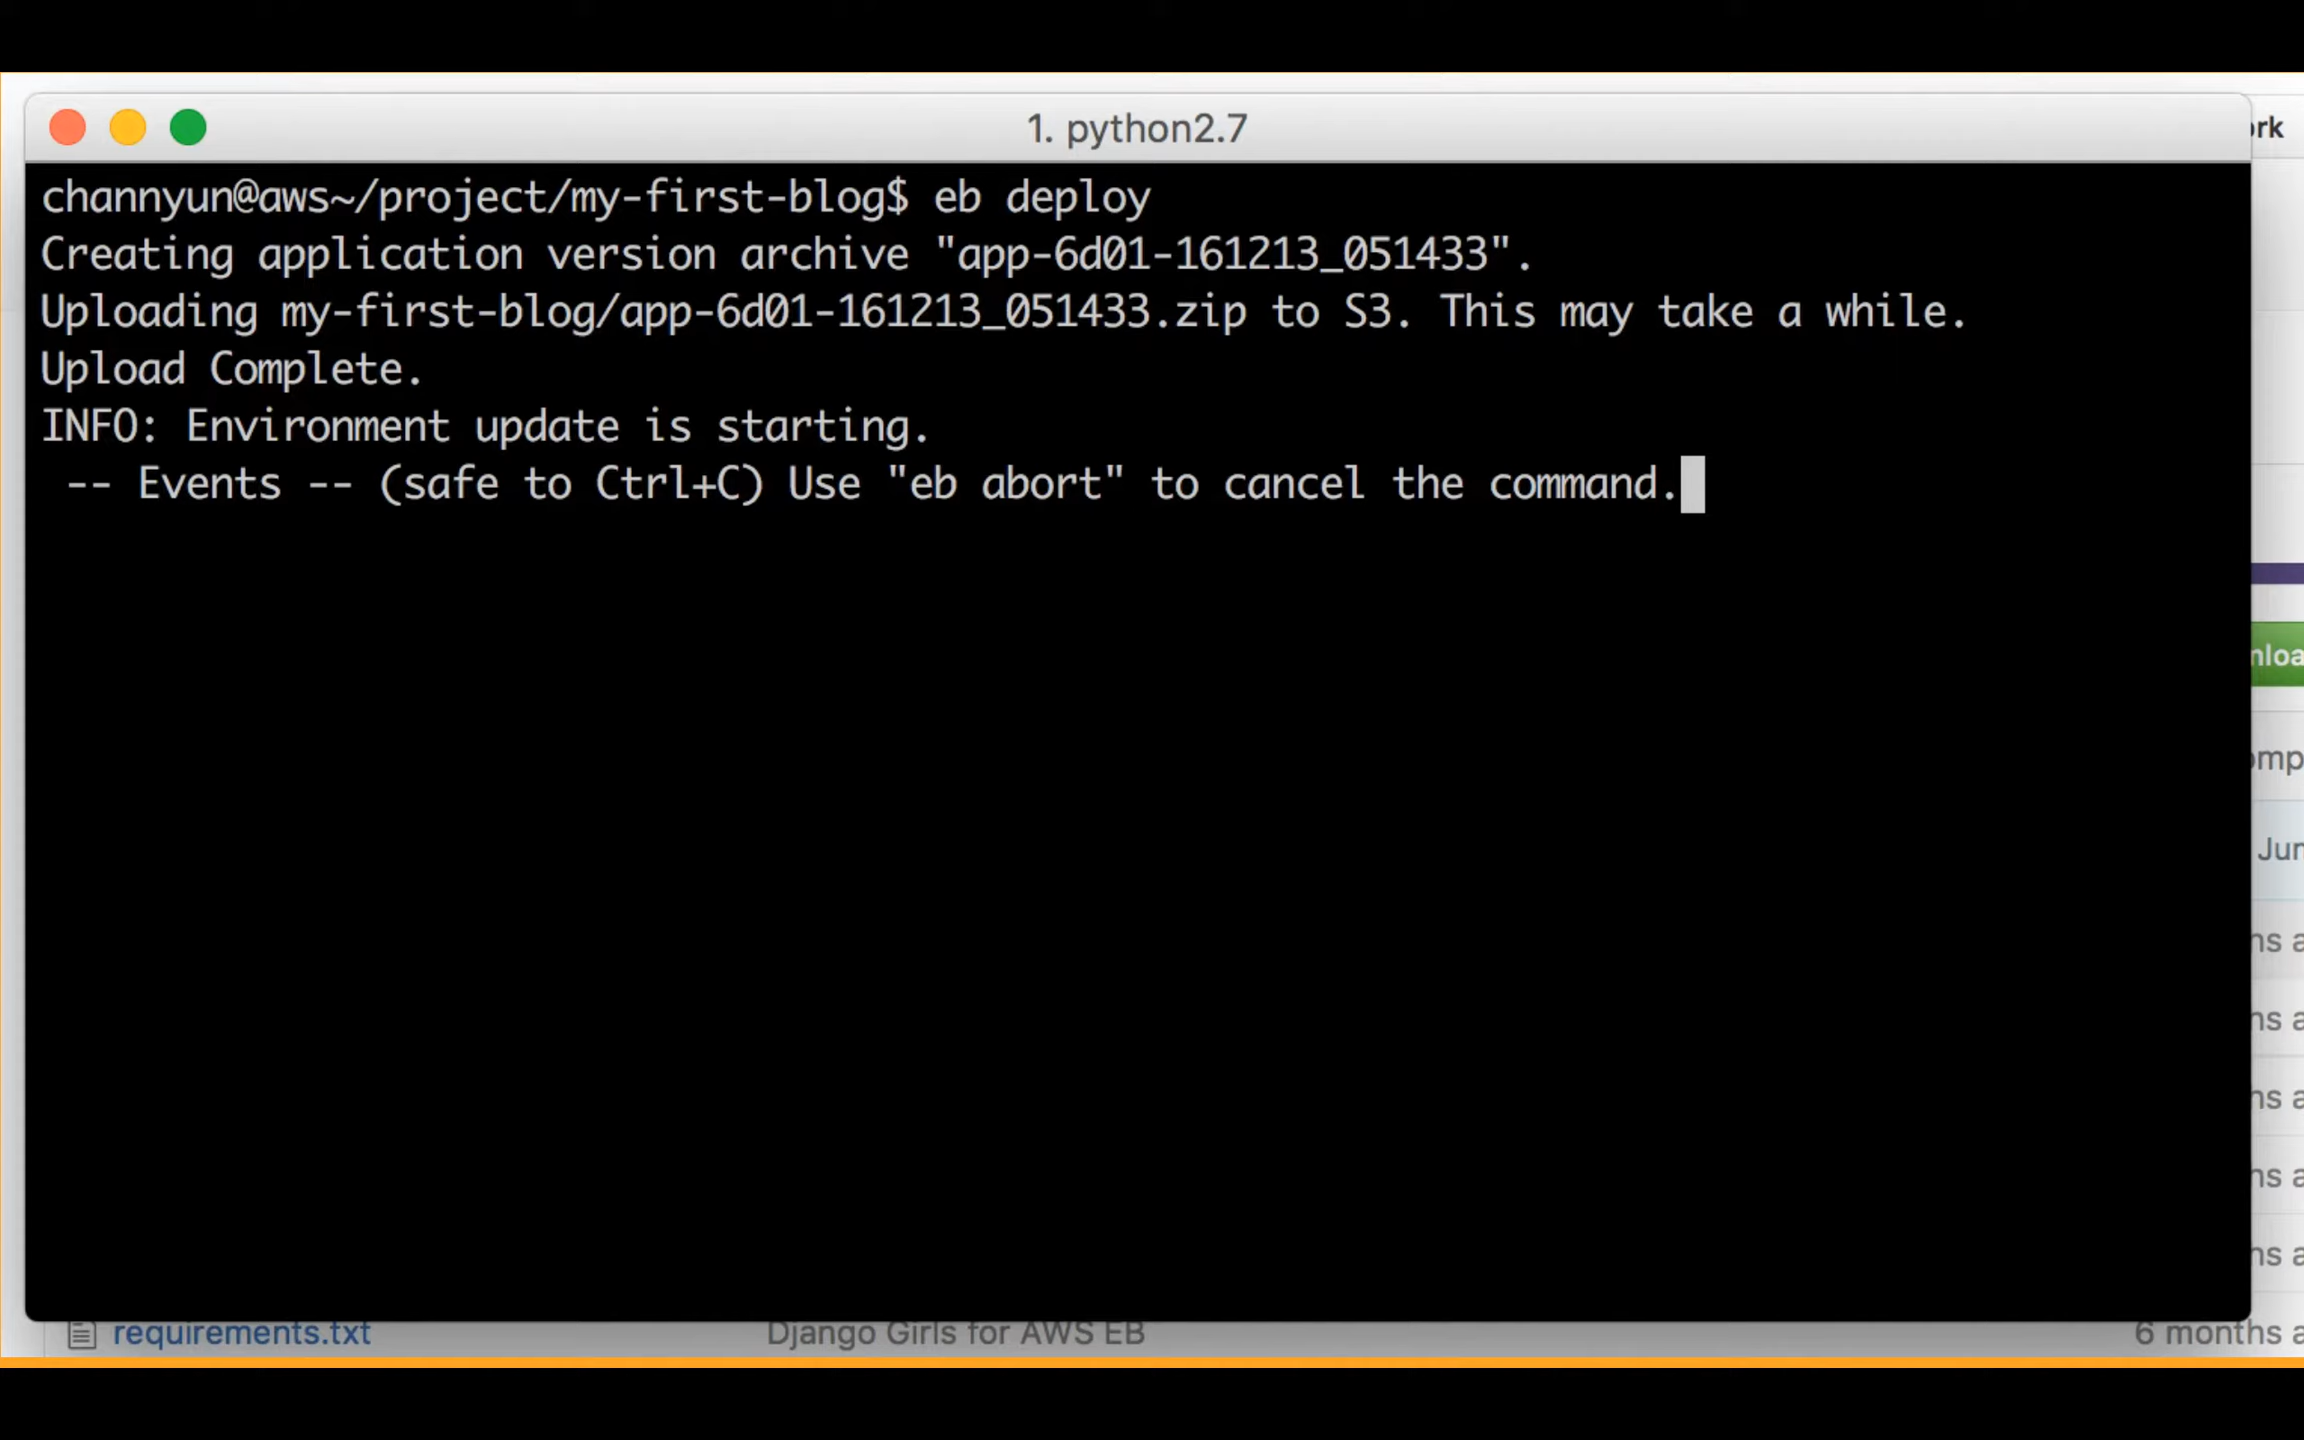 1. python2.7
channyun@aws~/project/my-first-blog$ eb deploy
Creating application version archive "app-6d01-161213_051433".
Uploading my-first-blog/app-6d01-161213_051433.zip to S3. This may take a while.
Upload Complete.
INFO: Environment update is starting.
-- Events -- (safe to Ctrl+C) Use "eb abort" to cancel the command.
requirements.txt Django Girls for AWS EB 6 months a